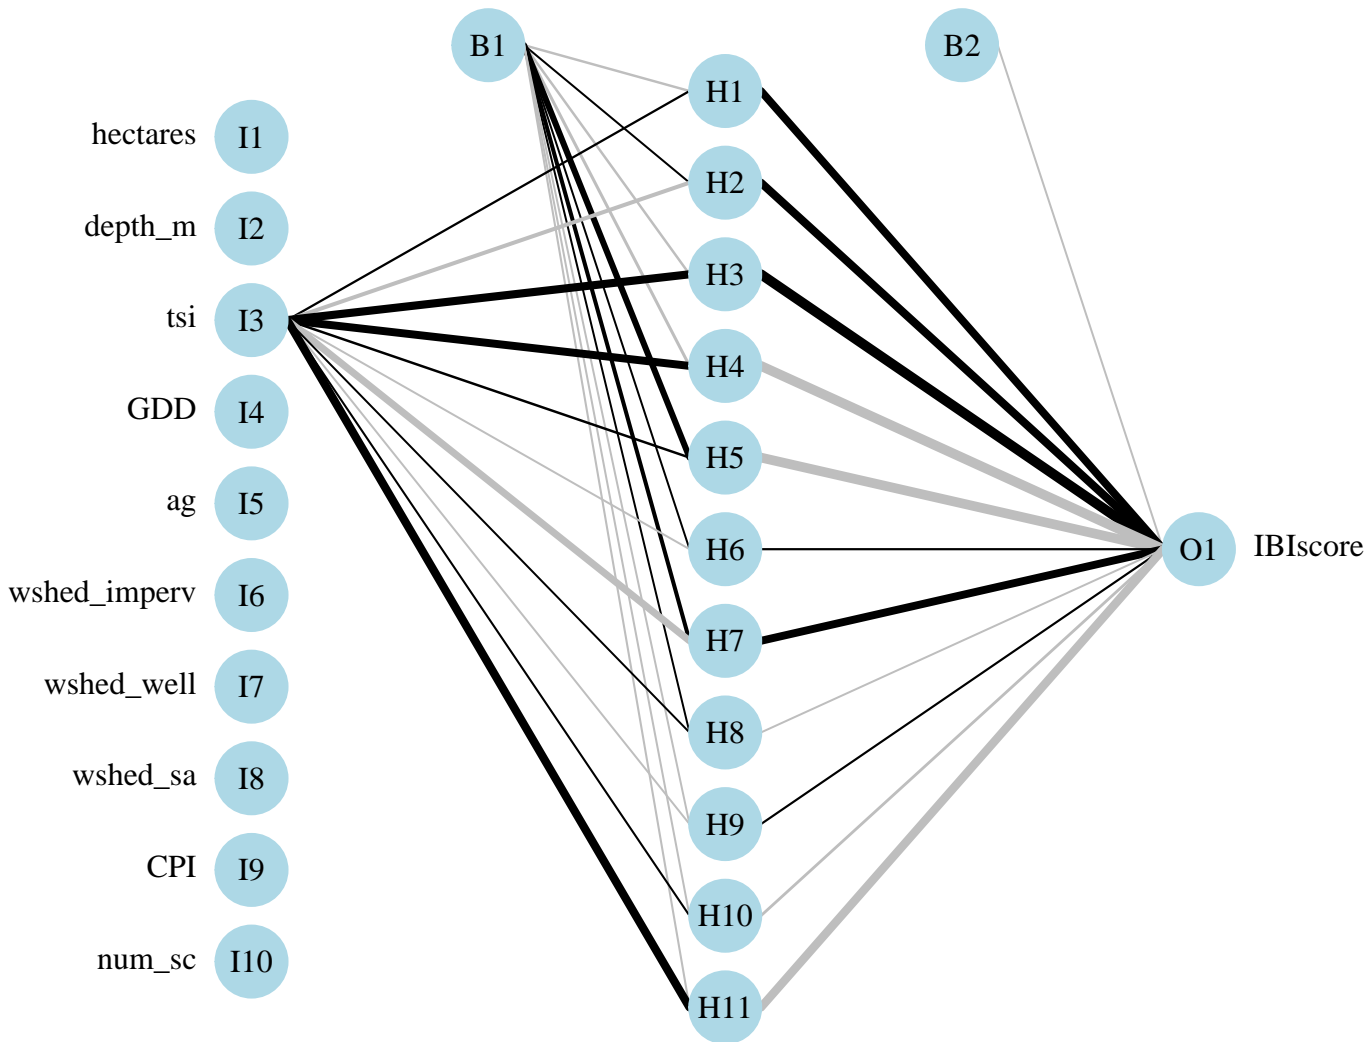 B1
B2
H1
hectares I1
H2
depth_m I2
H3
tsi I3
H4
GDD I4
H5
ag I5
H6
O1 IBIscore
wshed_imperv I6
H7
wshed_well I7
H8
wshed_sa I8
H9
CPI I9
H10
num_sc I10
H11